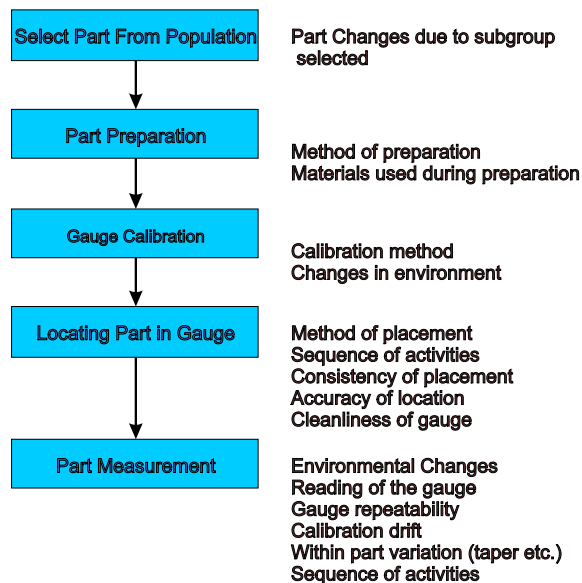 Select Part From Population
Part Changes due to subgroup
selected
Part Preparation
Method of preparation
Materials used during preparation
Gauge Calibration
Calibration method
Changes in environment
Locating Part in Gauge
Method of placement
Sequence of activities
Consistency of placement
Accuracy of location
Cleanliness of gauge
Part Measurement
Environmental Changes
Reading of the gauge
Gauge repeatability
Calibration drift
Within part variation (taper etc.)
Sequence of activities